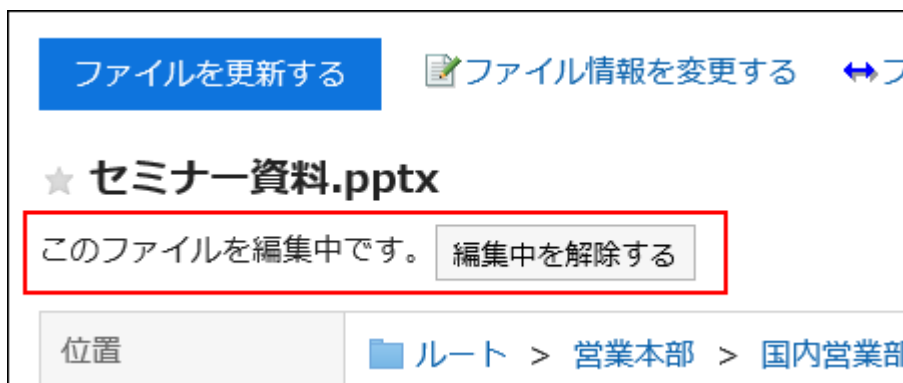 ファイルを更新する ファイル情報を変更する フ
セミナー資料.pptx
このファイルを編集中です。 編集中を解除する
位置 ルート > 営業本部 > 国内営業部